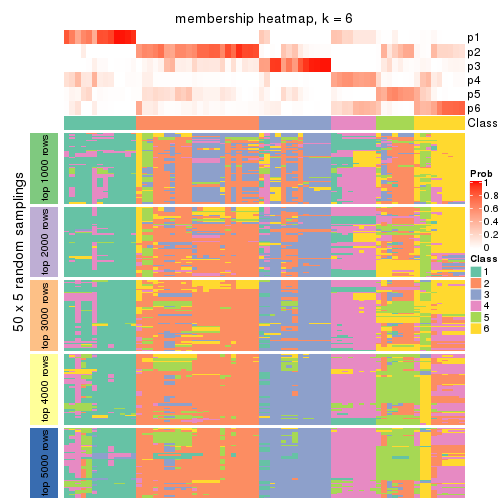 membership heatmap, k = 6
p1
p2
p3
p4
p5
p6
Class
50 x 5 random samplings
top 1000 rows
top 2000 rows
top 3000 rows
top 4000 rows
top 5000 rows
Prob
1
0.8
0.6
0.4
0.2
0
Class
1
2
3
4
5
6